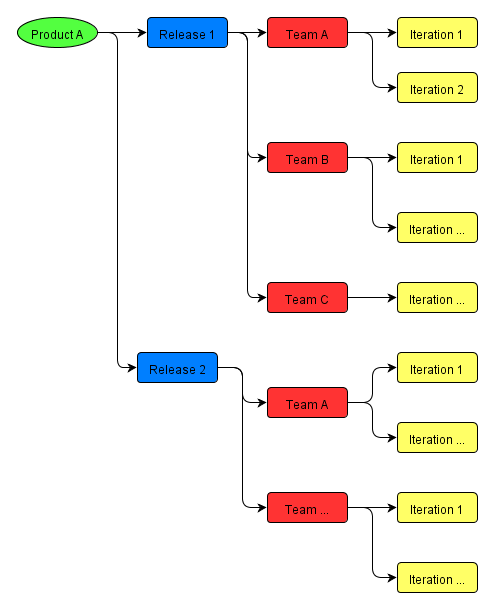 Product A
Release 1
Team A
Iteration 1
Iteration 2
Team B
Iteration 1
Iteration ...
Team C
Iteration ...
Release 2
Iteration 1
Team A
Iteration ...
Team ...
Iteration 1
Iteration ...